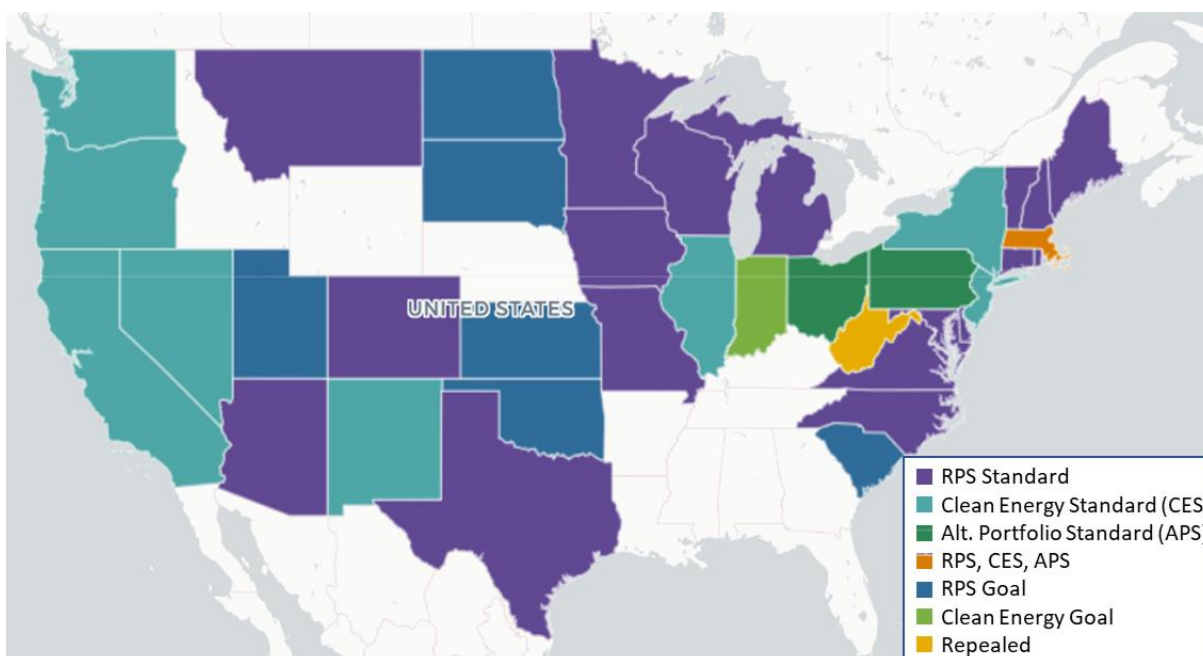 UNITED STATES
RPS Standard
Clean Energy Standard (CES
Alt. Portfolio Standard (APS)
RPS, CES, APS
RPS Goal
Clean Energy Goal
Repealed